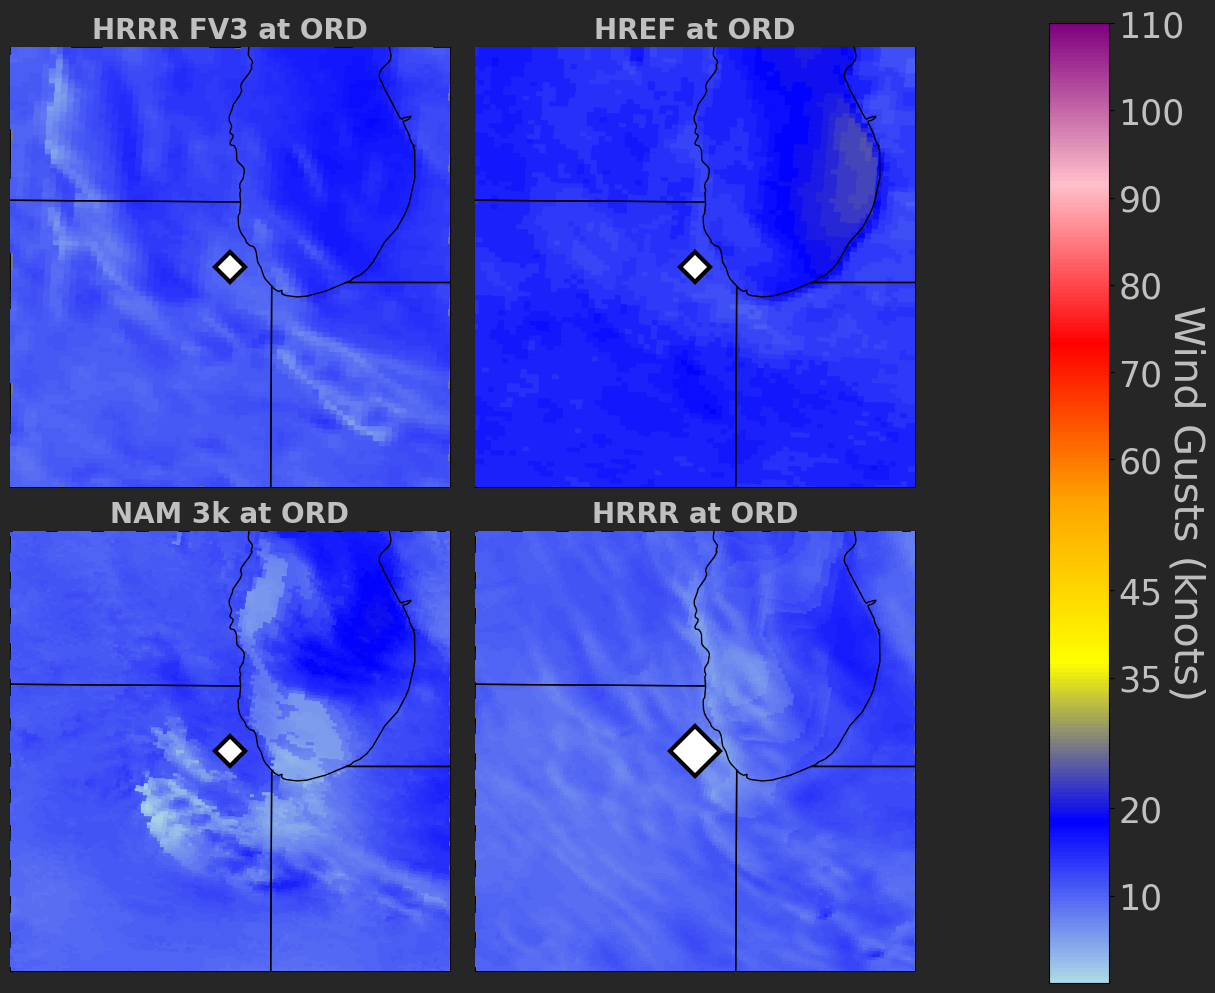 HRRR FV3 at ORD
HREF at ORD
NAM 3k at ORD
HRRR at ORD
110
100
90
80
70
60
45
35
20
10
Wind Gusts (knots)